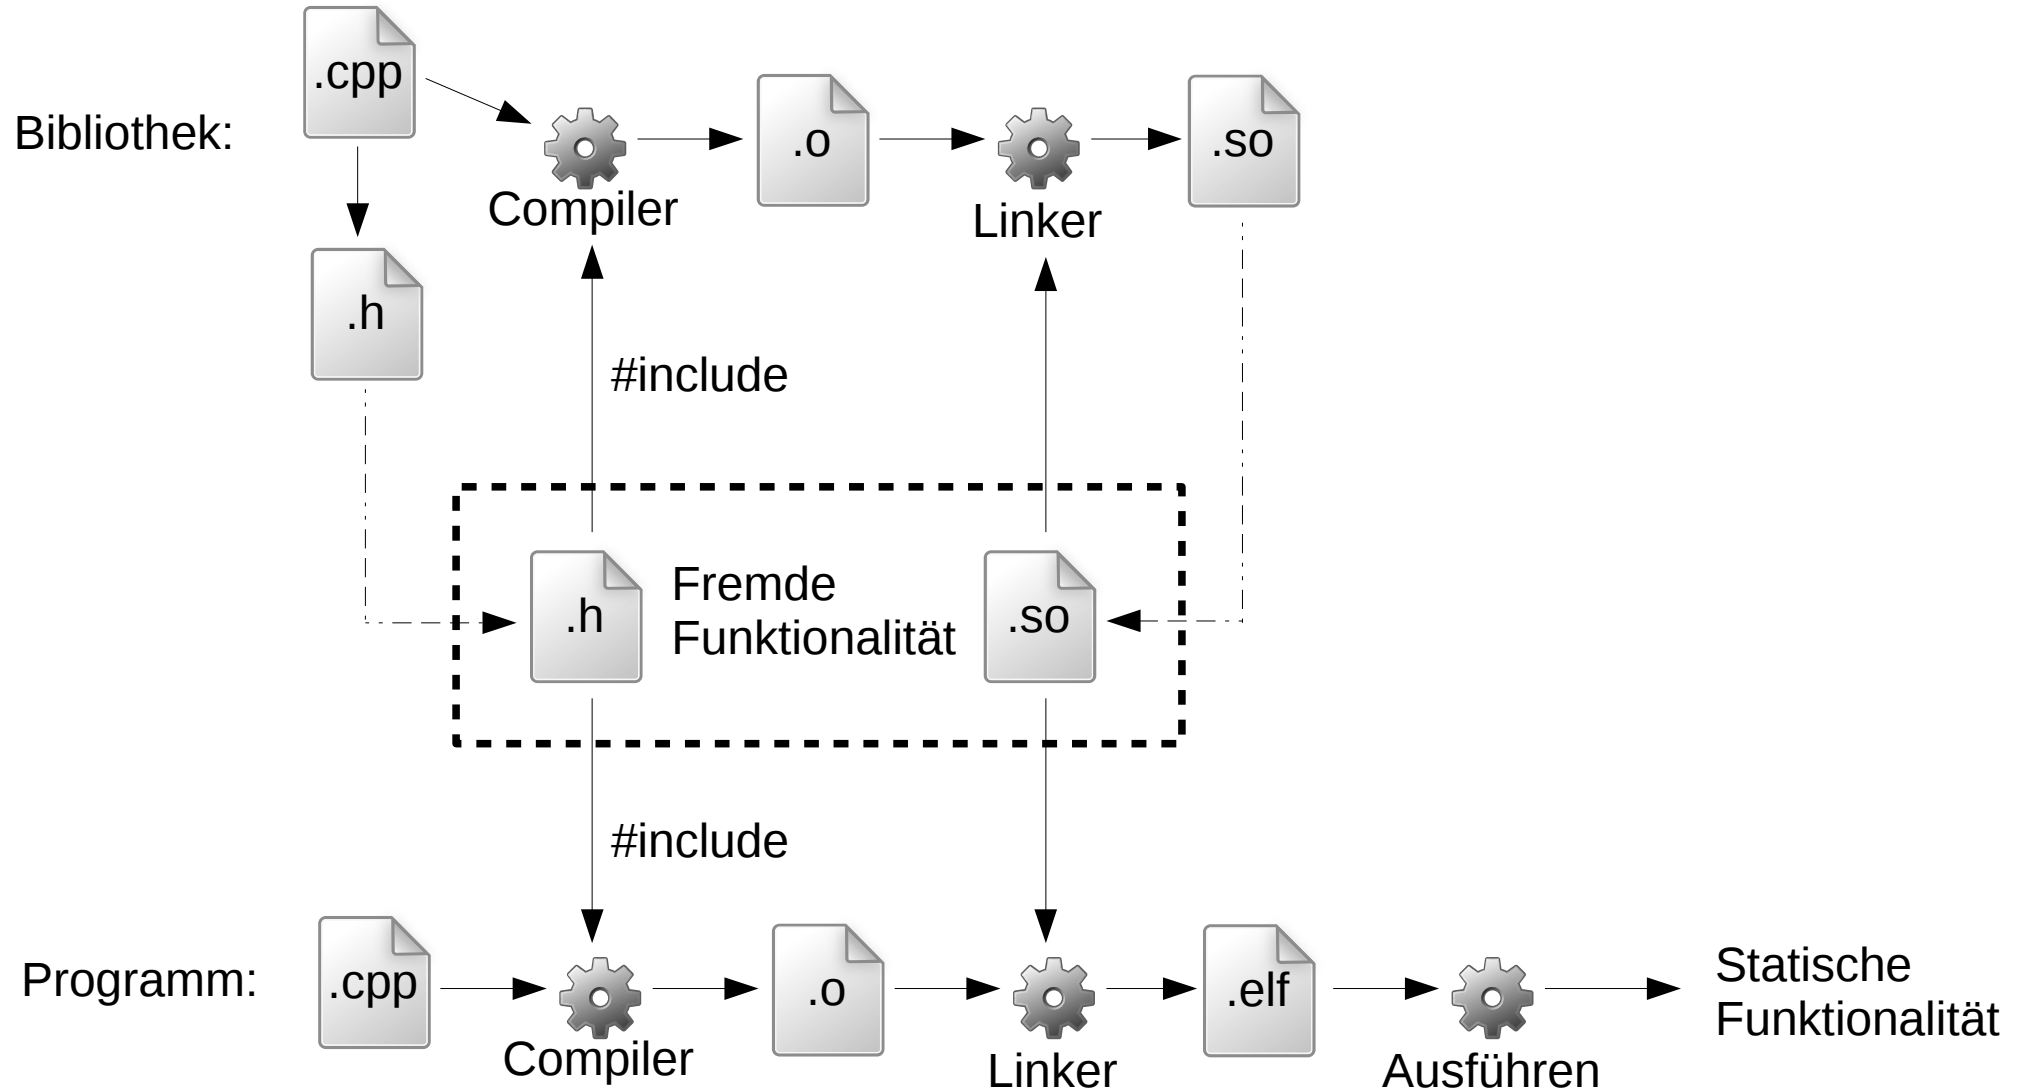 .cpp
Bibliothek:
.o
.so
Compiler
Linker
.h
#include
.h
Fremde
Funktionalität
.so
#include
Programm:
.cpp
.o
.elf
Statische
Funktionalität
Compiler
Linker
Ausführen